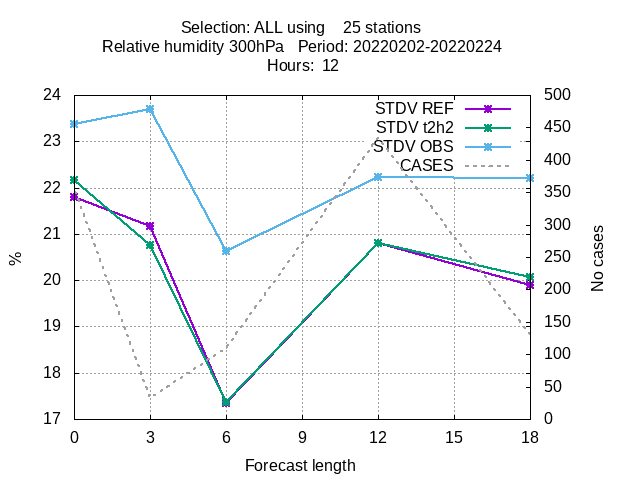 Selection: ALL using    25 stations
Relative humidity 300hPa   Period: 20220202-20220224
Hours:  12
24
23
22
21
20
19
18
17
%
STDV REF
STDV t2h2
STDV OBS
CASES
500
450
400
350
300
250
200
150
100
50
0
No cases
0 3 6 9 12 15 18
Forecast length